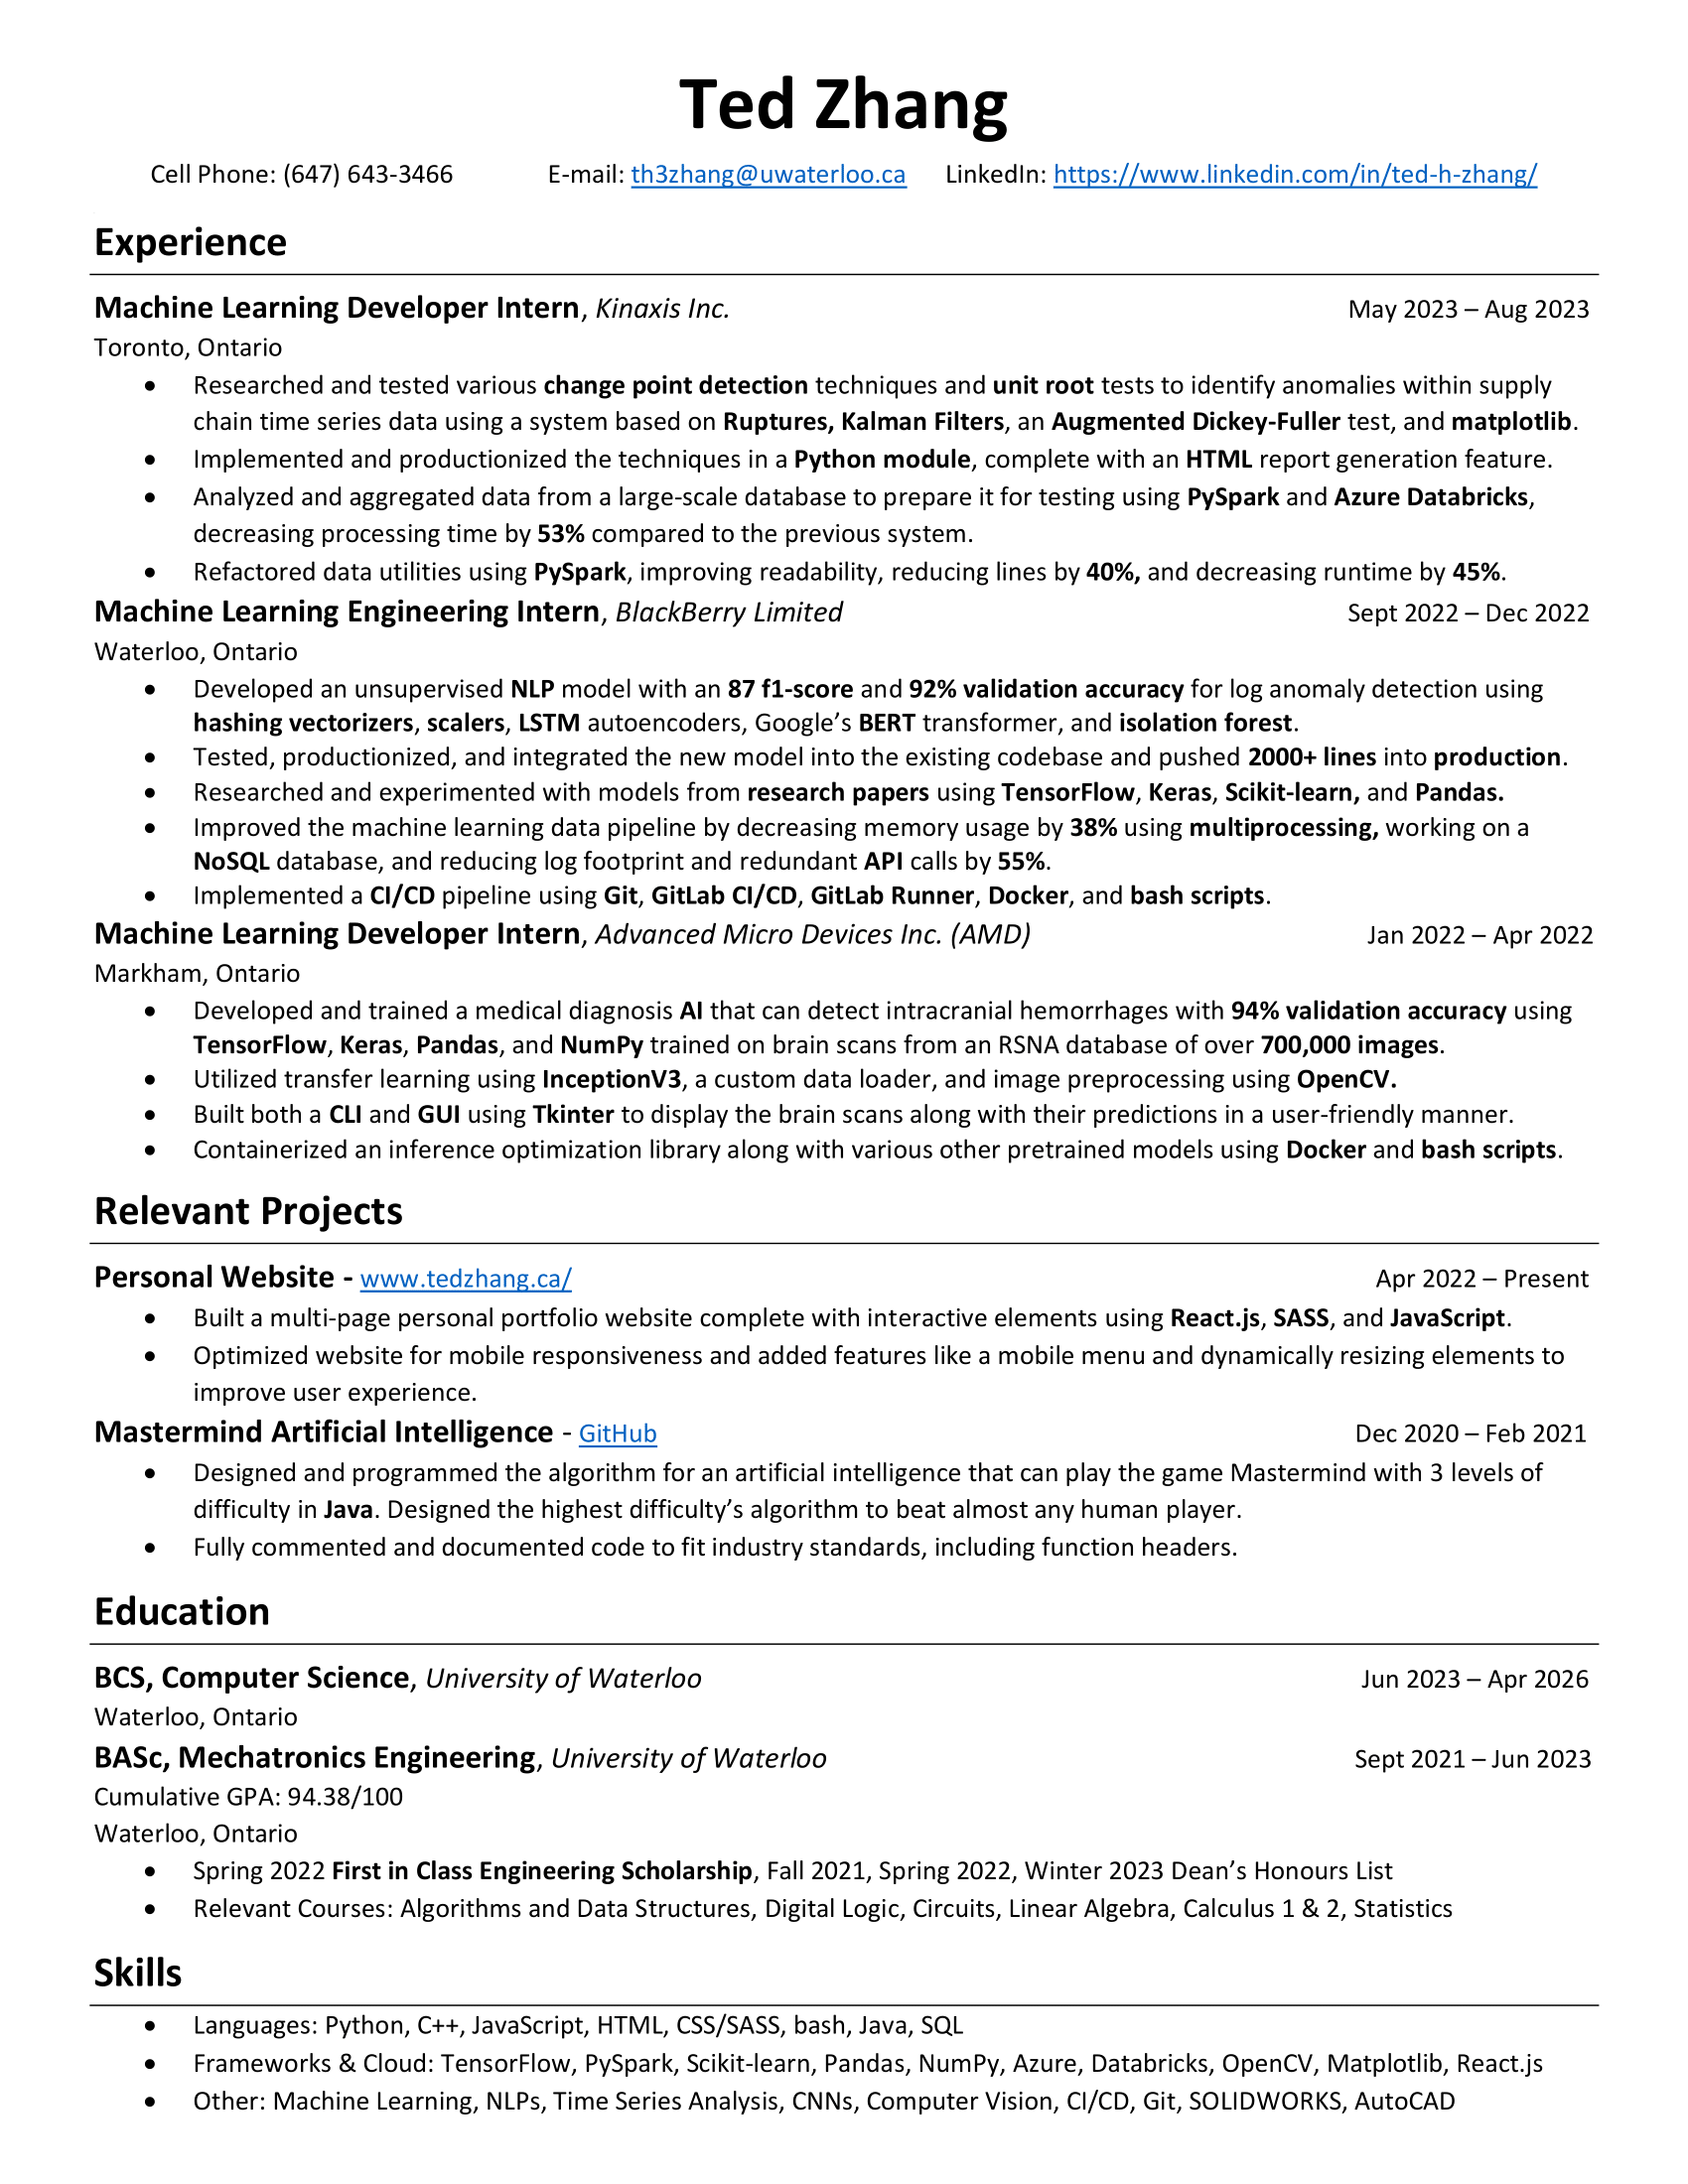 Ted Zhang
Cell Phone: (647) 643-3466 E-mail: th3zhang@uwaterloo.ca LinkedIn: https://www.linkedin.com/in/ted-h-zhang/
Experience
Machine Learning Developer Intern, Kinaxis Inc. May 2023 – Aug 2023
Toronto, Ontario
• Researched and tested various change point detection techniques and unit root tests to identify anomalies within supply
chain time series data using a system based on Ruptures, Kalman Filters, an Augmented Dickey-Fuller test, and matplotlib.
• Implemented and productionized the techniques in a Python module, complete with an HTML report generation feature.
• Analyzed and aggregated data from a large-scale database to prepare it for testing using PySpark and Azure Databricks,
decreasing processing time by 53% compared to the previous system.
• Refactored data utilities using PySpark, improving readability, reducing lines by 40%, and decreasing runtime by 45%.
Machine Learning Engineering Intern, BlackBerry Limited Sept 2022 – Dec 2022
Waterloo, Ontario
• Developed an unsupervised NLP model with an 87 f1-score and 92% validation accuracy for log anomaly detection using
hashing vectorizers, scalers, LSTM autoencoders, Google’s BERT transformer, and isolation forest.
• Tested, productionized, and integrated the new model into the existing codebase and pushed 2000+ lines into production.
• Researched and experimented with models from research papers using TensorFlow, Keras, Scikit-learn, and Pandas.
• Improved the machine learning data pipeline by decreasing memory usage by 38% using multiprocessing, working on a
NoSQL database, and reducing log footprint and redundant API calls by 55%.
• Implemented a CI/CD pipeline using Git, GitLab CI/CD, GitLab Runner, Docker, and bash scripts.
Machine Learning Developer Intern, Advanced Micro Devices Inc. (AMD) Jan 2022 – Apr 2022
Markham, Ontario
• Developed and trained a medical diagnosis AI that can detect intracranial hemorrhages with 94% validation accuracy using
TensorFlow, Keras, Pandas, and NumPy trained on brain scans from an RSNA database of over 700,000 images.
• Utilized transfer learning using InceptionV3, a custom data loader, and image preprocessing using OpenCV.
• Built both a CLI and GUI using Tkinter to display the brain scans along with their predictions in a user-friendly manner.
• Containerized an inference optimization library along with various other pretrained models using Docker and bash scripts.
Relevant Projects
Personal Website - www.tedzhang.ca/ Apr 2022 – Present
• Built a multi-page personal portfolio website complete with interactive elements using React.js, SASS, and JavaScript.
• Optimized website for mobile responsiveness and added features like a mobile menu and dynamically resizing elements to
improve user experience.
Mastermind Artificial Intelligence - GitHub Dec 2020 – Feb 2021
• Designed and programmed the algorithm for an artificial intelligence that can play the game Mastermind with 3 levels of
difficulty in Java. Designed the highest difficulty’s algorithm to beat almost any human player.
• Fully commented and documented code to fit industry standards, including function headers.
Education
BCS, Computer Science, University of Waterloo Jun 2023 – Apr 2026
Waterloo, Ontario
BASc, Mechatronics Engineering, University of Waterloo Sept 2021 – Jun 2023
Cumulative GPA: 94.38/100
Waterloo, Ontario
• Spring 2022 First in Class Engineering Scholarship, Fall 2021, Spring 2022, Winter 2023 Dean’s Honours List
• Relevant Courses: Algorithms and Data Structures, Digital Logic, Circuits, Linear Algebra, Calculus 1 & 2, Statistics
Skills
• Languages: Python, C++, JavaScript, HTML, CSS/SASS, bash, Java, SQL
• Frameworks & Cloud: TensorFlow, PySpark, Scikit-learn, Pandas, NumPy, Azure, Databricks, OpenCV, Matplotlib, React.js
• Other: Machine Learning, NLPs, Time Series Analysis, CNNs, Computer Vision, CI/CD, Git, SOLIDWORKS, AutoCAD